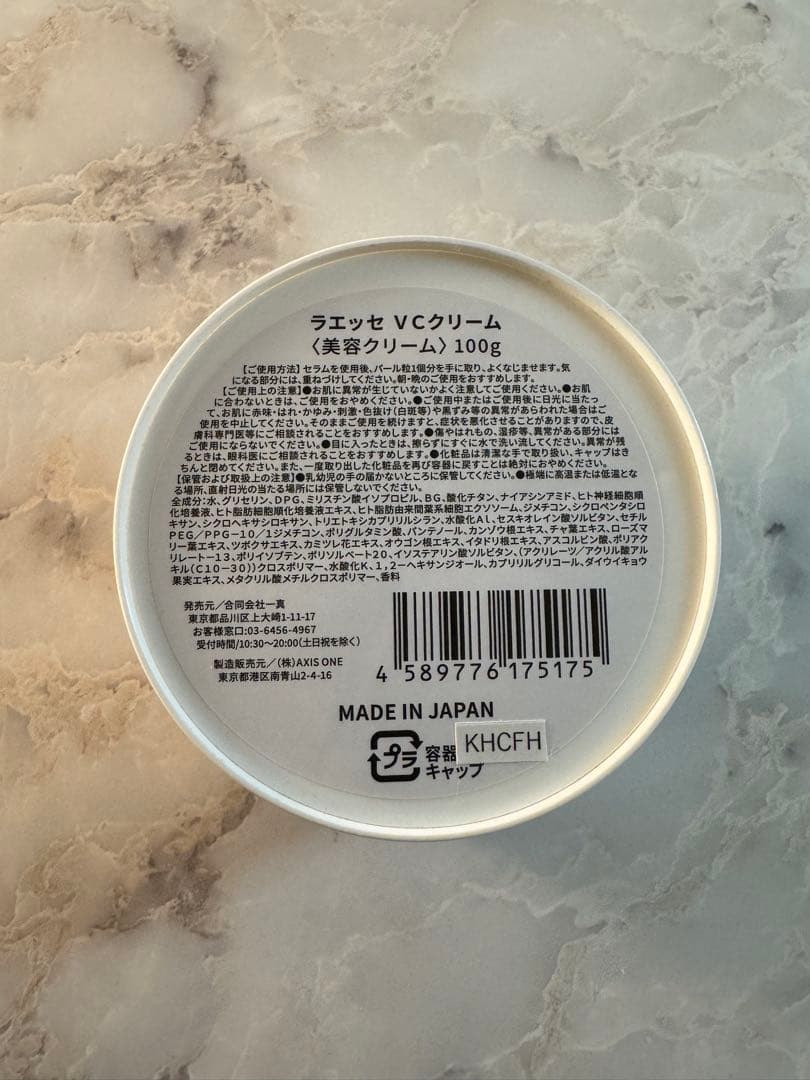 ラエッセ VCクリーム
〈美容クリーム〉100g
【ご使用方法】セラムを使用後、パール粒1個分を手に取り、よくなじませます。気
になる部分には、重ねづけしてください。朝・晩のご使用をおすすめします。
【ご使用上の注意】●お肌に異常が生じていないかよく注意してご使用ください。●お肌
に合わないときは、ご使用をおやめください。●ご使用中またはご使用後に日光に当たっ
て、お肌に赤味・はれ・かゆみ・刺激・色抜け(白斑等)や黒ずみ等の異常があらわれた場合はご
使用を中止してください。そのままご使用を続けますと、症状を悪化させることがありますので、皮
膚科専門医等にご相談されることをおすすめします。●傷やはれもの、湿疹等、異常がある部分には
ご使用にならないでください。●目に入ったときは、擦らずにすぐに水で洗い流してください。異常が残
るときは、眼科医にご相談されることをおすすめします。●化粧品は清潔な手で取り扱い、キャップはき
ちんと閉めてください。また、一度取り出した化粧品を再び容器に戻すことは絶対におやめください。
【保管および取扱上の注意】●乳幼児の手の届かないところに保管してください。●極端に高温または低温とな
る場所、直射日光の当たる場所には保管しないでください。
全成分:水、グリセリン、DPG、ミリスチン酸イソプロピル、BG、酸化チタン、ナイアシンアミド、ヒト神経細胞順
化培養液、ヒト脂肪細胞順化培養液エキス、ヒト脂肪由来間葉系細胞エクソソーム、ジメチコン、シクロペンタシロ
キサン、シクロヘキサシロキサン、トリエトキシカプリリルシラン、水酸化AL、セスキオレイン酸ソルビタン、セチル
PEG/PPG-10/1ジメチコン、ポリグルタミン酸、パンテノール、カンゾウ根エキス、チャ葉エキス、ローズマ
リー葉エキス、ツボクサエキス、カミツレ花エキス、オウゴン根エキス、イタドリ根エキス、アスコルビン酸、ポリアク
リレート-13、ポリイソブテン、ポリソルベート20、イソステアリン酸ソルビタン、(アクリレーツ/アクリル酸アル
キル(C10-30))クロスポリマー、水酸化K、1,2-ヘキサンジオール、カプリリルグリコール、ダイウイキョウ
果実エキス、メタクリル酸メチルクロスポリマー、香料
発売元/合同会社一真
東京都品川区上大崎1-11-17
お客様窓口:03-6456-4967
受付時間/10:30〜20:00(土日祝を除く)
製造販売元/(株)AXIS ONE
東京都港区南青山2-4-16
4 589776 175175
MADE IN JAPAN
プラ
容器
キャップ
KHCFH